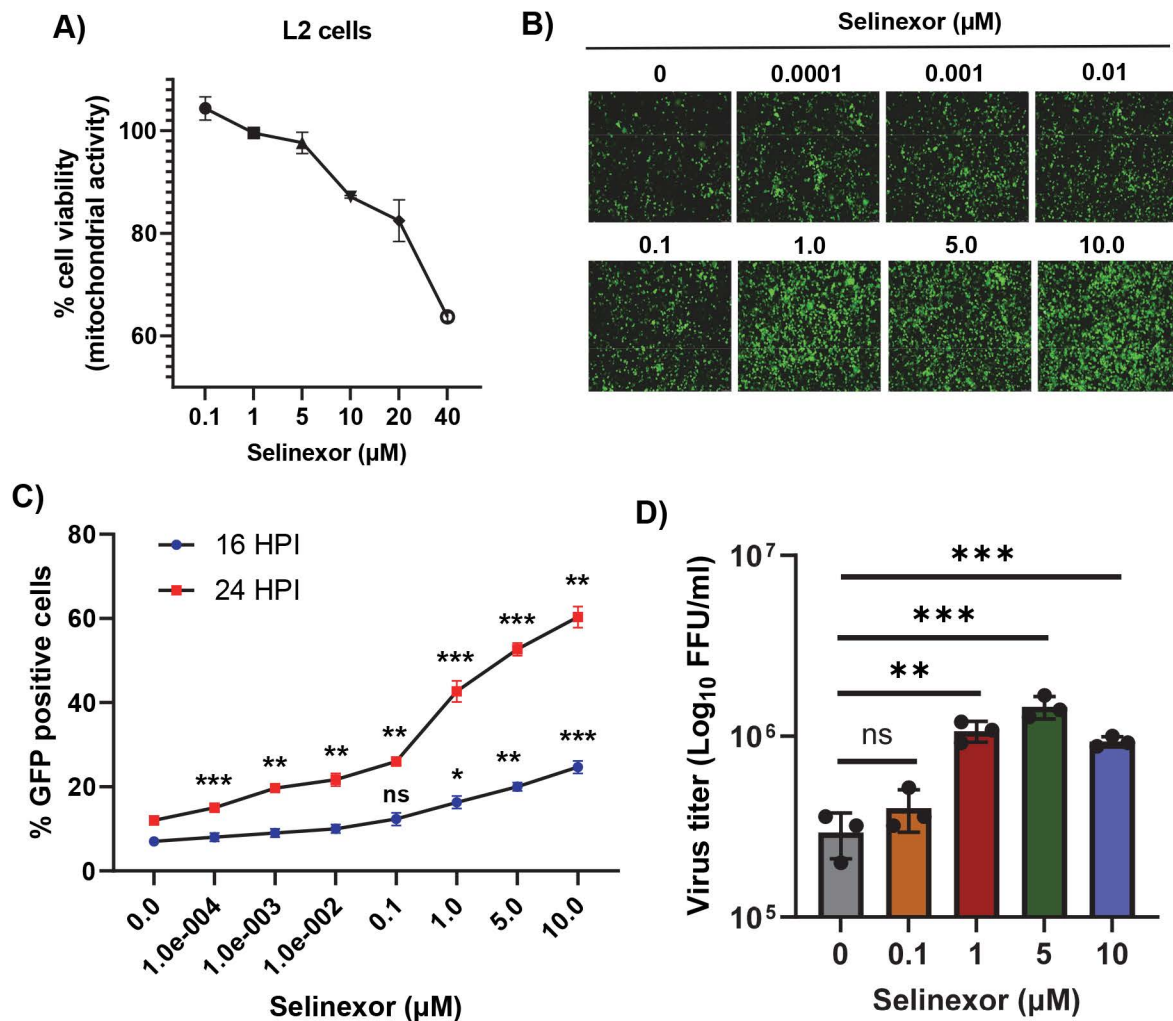 A)
L2 cells
% cell viability
(mitochondrial activity)
100
80
60
0.1 1 5 10 20 40
Selinexor (µM)
B)
Selinexor (µM)
0 0.0001 0.001 0.01
0.1 1.0 5.0 10.0
C)
% GFP positive cells
80
60
40
20
0
16 HPI
24 HPI
*** ** ** ** *** *** **
ns * ** ***
0.0 1.0e-004 1.0e-003 1.0e-002 0.1 1.0 5.0 10.0
Selinexor (µM)
D)
Virus titer (Log10 FFU/ml)
10⁷
10⁶
10⁵
***
***
**
ns
0 0.1 1 5 10
Selinexor (µM)